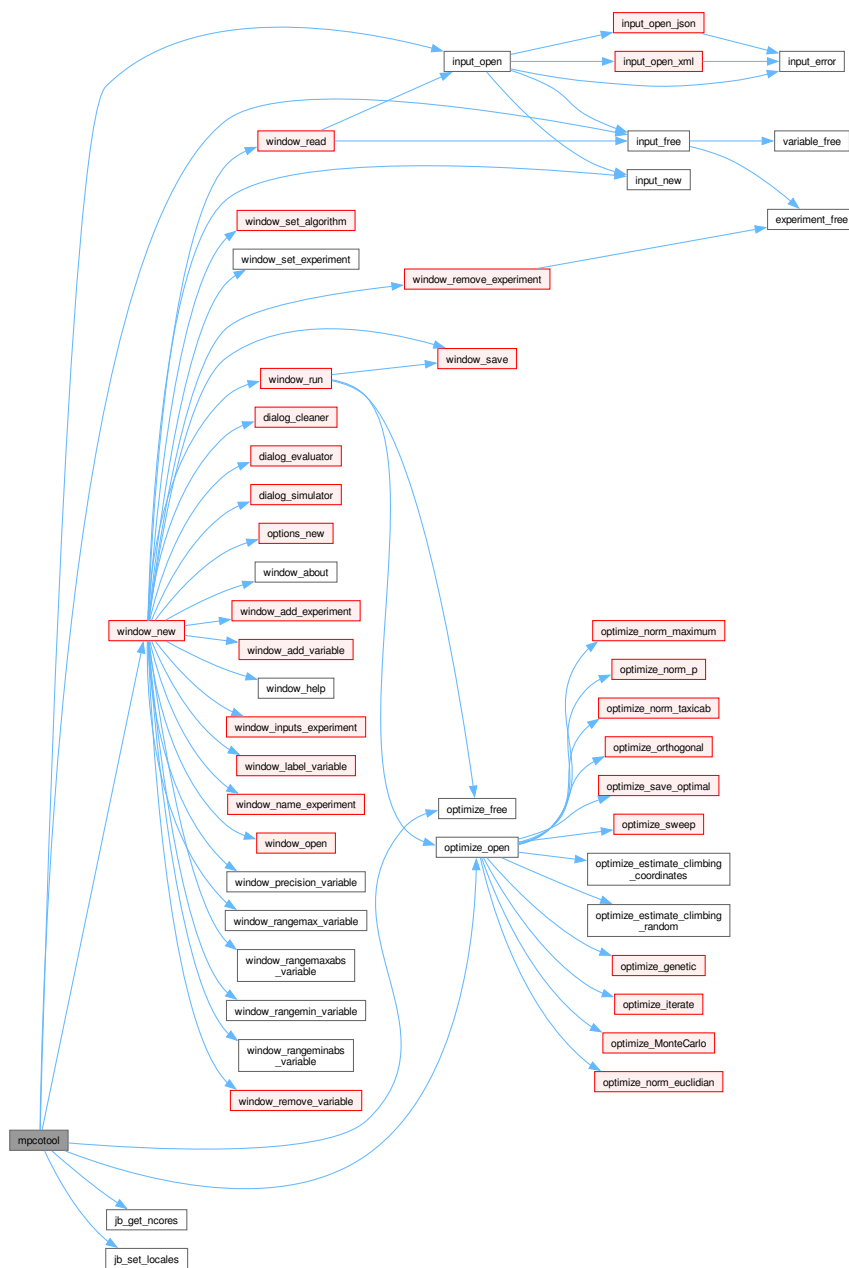 input_open_json
input_open
input_open_xml
input_error
window_read
input_free
variable_free
input_new
window_set_algorithm
experiment_free
window_set_experiment
window_remove_experiment
window_save
window_run
dialog_cleaner
dialog_evaluator
dialog_simulator
options_new
window_about
window_add_experiment
window_new
optimize_norm_maximum
window_add_variable
optimize_norm_p
window_help
optimize_norm_taxicab
window_inputs_experiment
optimize_orthogonal
window_label_variable
optimize_save_optimal
window_name_experiment
optimize_free
optimize_sweep
window_open
optimize_open
optimize_estimate_climbing
_coordinates
window_precision_variable
optimize_estimate_climbing
_random
window_rangemax_variable
window_rangemaxabs
_variable
optimize_genetic
window_rangemin_variable
optimize_iterate
window_rangeminabs
_variable
optimize_MonteCarlo
optimize_norm_euclidian
window_remove_variable
mpcotool
jb_get_ncores
jb_set_locales